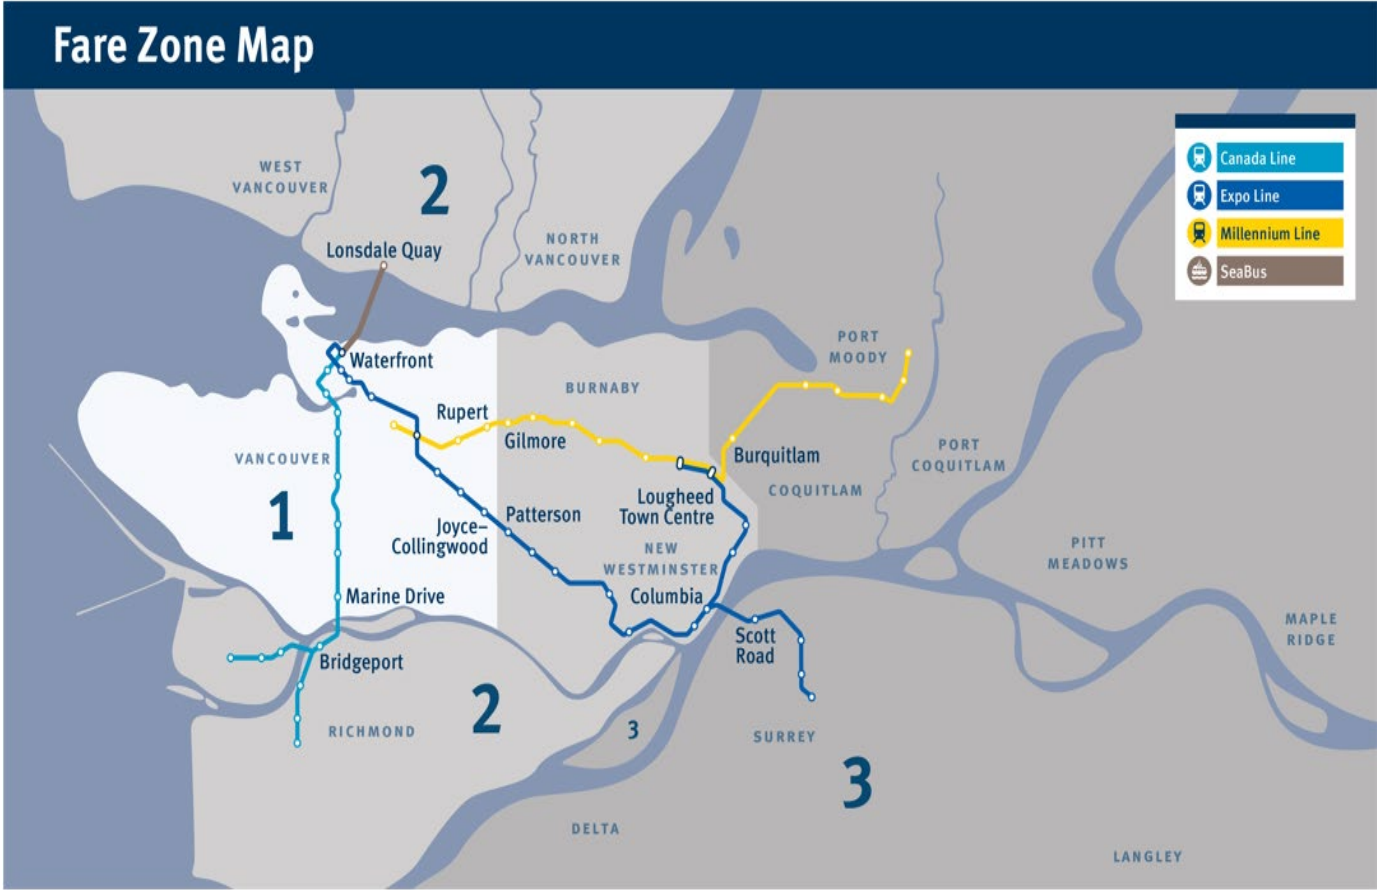 Fare Zone Map
Canada Line
Expo Line
Millennium Line
SeaBus
WEST
VANCOUVER
2
NORTH
VANCOUVER
Lonsdale Quay
Waterfront
PORT
MOODY
BURNABY
Rupert
Gilmore
VANCOUVER
Burquitlam
PORT
COQUITLAM
COQUITLAM
1
Lougheed
Town Centre
Patterson
Joyce–
Collingwood
NEW
WESTMINSTER
PITT
MEADOWS
Marine Drive
Columbia
MAPLE
RIDGE
Scott
Road
Bridgeport
2
RICHMOND
3
SURREY
3
DELTA
LANGLEY